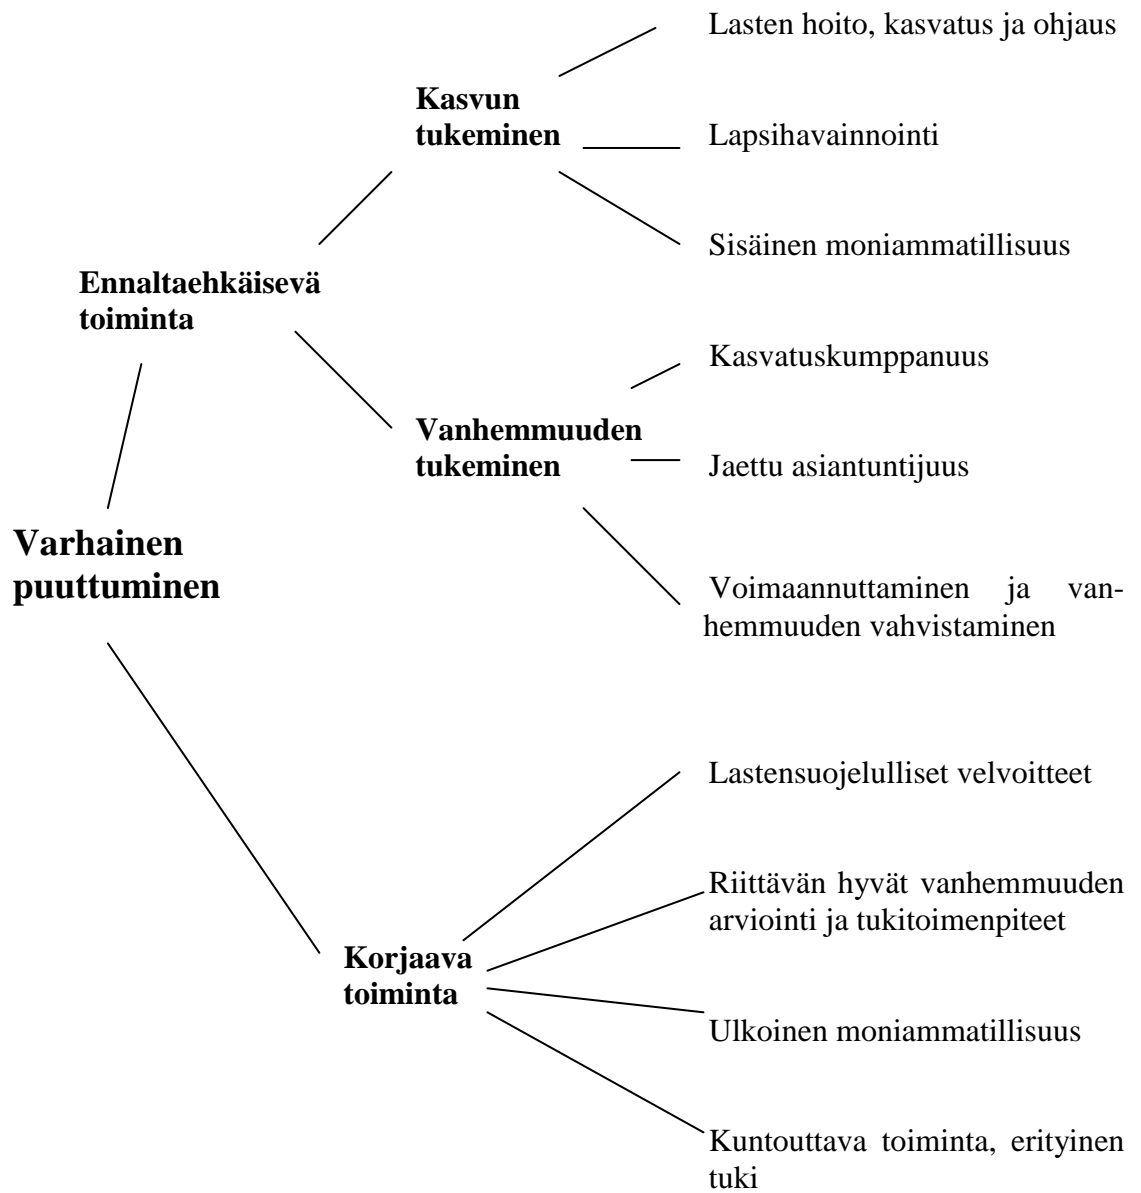 Lasten hoito, kasvatus ja ohjaus
Kasvun
tukeminen
Lapsihavainnointi
Sisäinen moniammatillisuus
Ennaltaehkäisevä
toiminta
Kasvatuskumppanuus
Vanhemmuuden
tukeminen
Jaettu asiantuntijuus
Varhainen
puuttuminen
Voimaannuttaminen ja van-
hemmuuden vahvistaminen
Lastensuojelulliset velvoitteet
Riittävän hyvät vanhemmuuden
arviointi ja tukitoimenpiteet
Korjaava
toiminta
Ulkoinen moniammatillisuus
Kuntouttava toiminta, erityinen
tuki